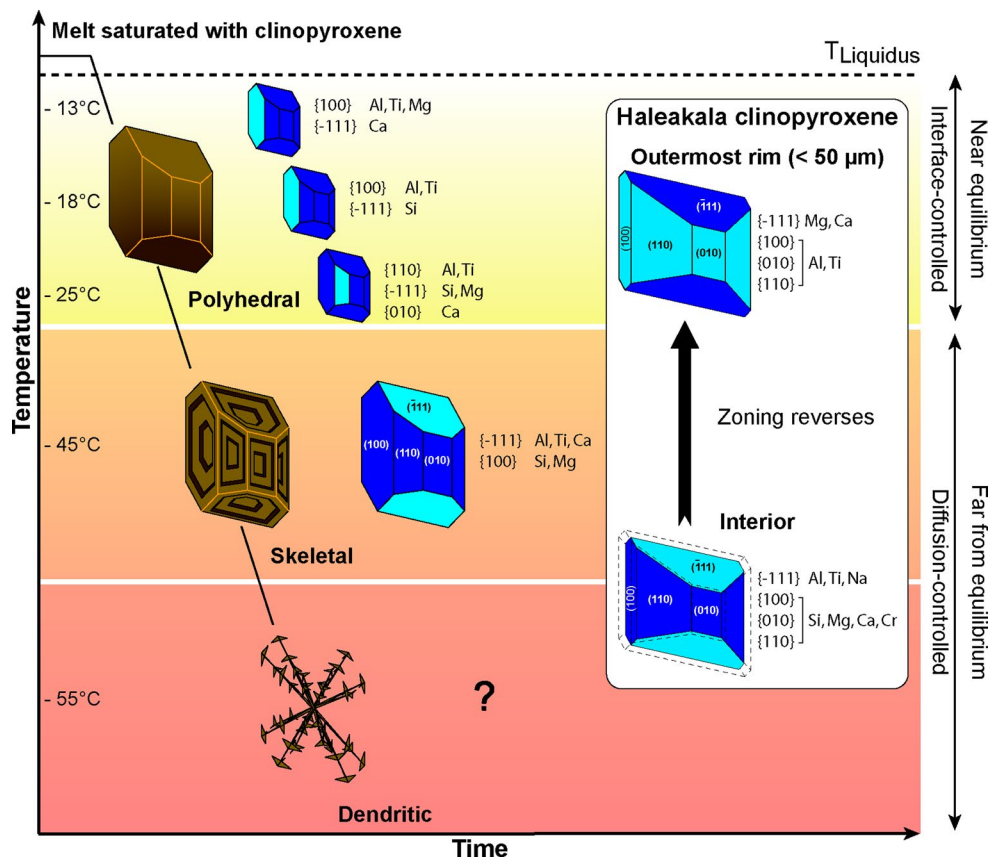 Melt saturated with clinopyroxene
T Liquidus
- 13°C
{100} Al, Ti, Mg
{-111} Ca
- 18°C
{100} Al, Ti
{-111} Si
- 25°C
Polyhedral
{110} Al, Ti
{-111} Si, Mg
{010} Ca
Haleakala clinopyroxene
Outermost rim (< 50 µm)
(1̄11)
(100)
(110)
(010)
{-111} Mg, Ca
{100}
{010} Al, Ti
{110}
Zoning reverses
- 45°C
Skeletal
(1̄11)
(100)
(110)
(010)
{-111} Al, Ti, Ca
{100} Si, Mg
Interior
(1̄11)
(100)
(110)
(010)
{-111} Al, Ti, Na
{100}
{010} Si, Mg, Ca, Cr
{110}
- 55°C
?
Dendritic
Temperature
Time
Near equilibrium
Interface-controlled
Far from equilibrium
Diffusion-controlled